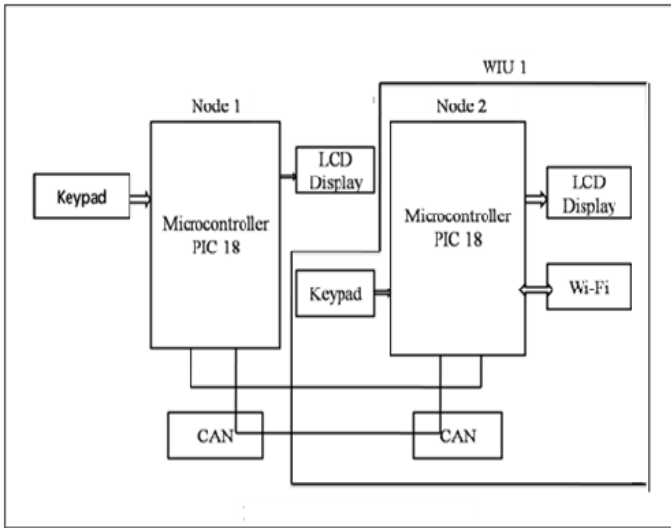 WIU 1
Node 1
Node 2
Keypad
Microcontroller
PIC 18
LCD
Display
Keypad
Microcontroller
PIC 18
LCD
Display
Wi-Fi
CAN
CAN